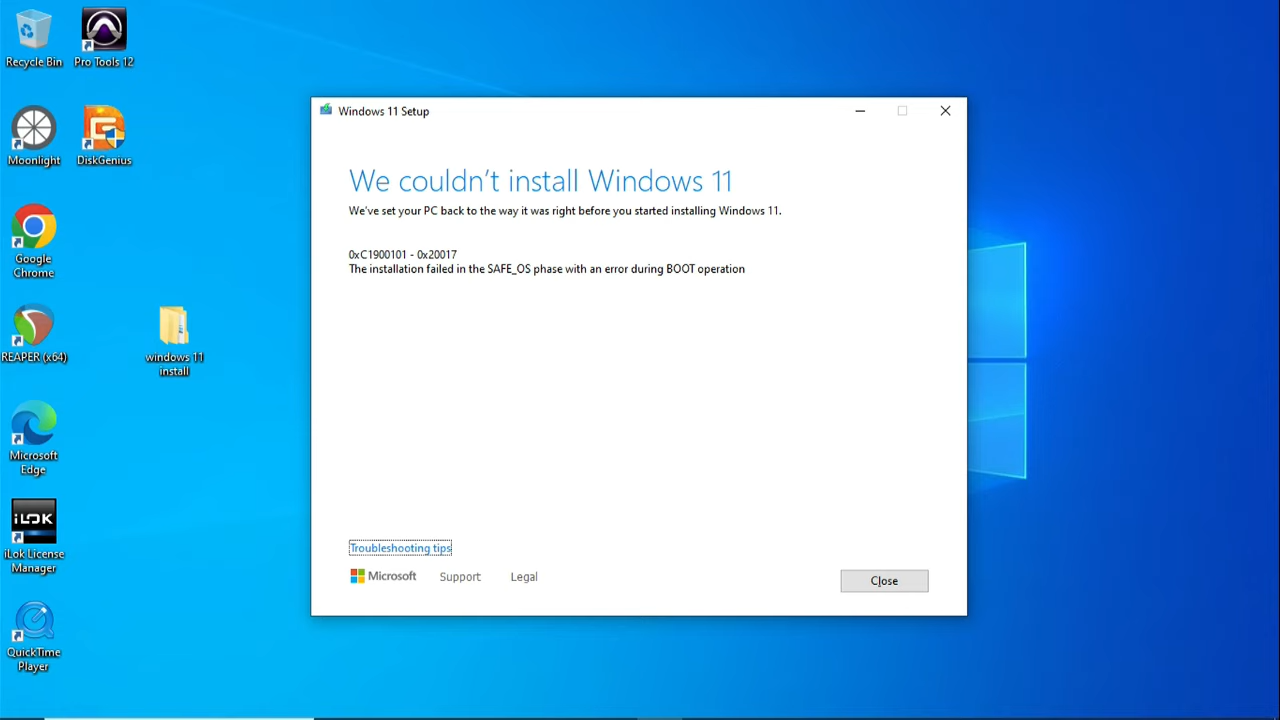 Recycle Bin
Pro Tools 12
Moonlight
DiskGenius
Google
Chrome
REAPER (x64)
windows 11
install
Microsoft
Edge
iLOK
iLok License
Manager
QuickTime
Player
Windows 11 Setup
We couldn't install Windows 11
We've set your PC back to the way it was right before you started installing Windows 11.
0xC1900101 - 0x20017
The installation failed in the SAFE_OS phase with an error during BOOT operation
Troubleshooting tips
Microsoft
Support
Legal
Close